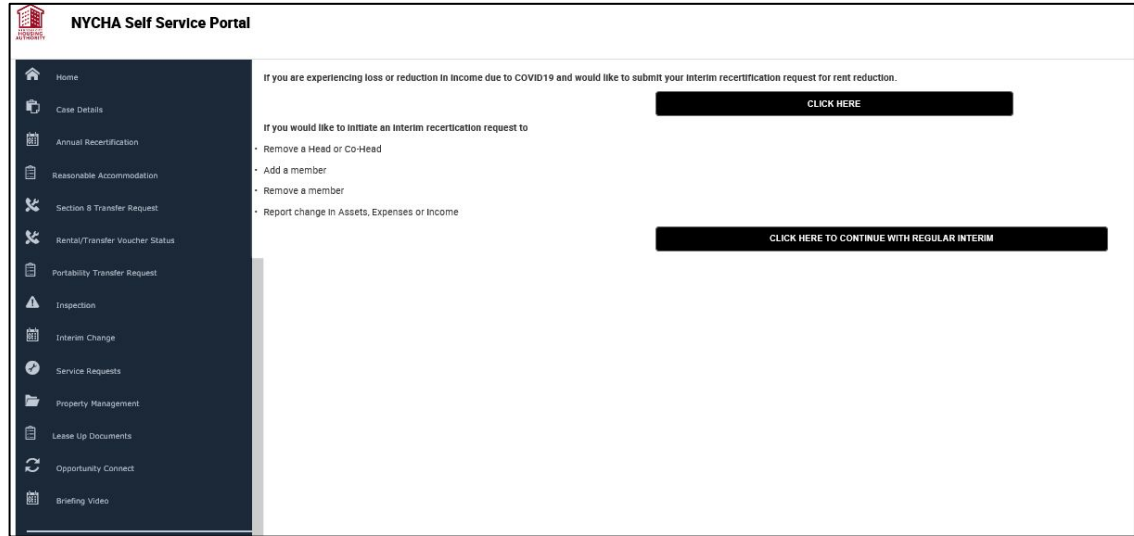 NYCHA Self Service Portal
HOUSING
AUTHORITY
Home
Case Details
Annual Recertification
Reasonable Accommodation
Section 8 Transfer Request
Rental/Transfer Voucher Status
Portability Transfer Request
Inspection
Interim Change
Service Requests
Property Management
Lease Up Documents
Opportunity Connect
Briefing Video
If you are experiencing loss or reduction in income due to COVID19 and would like to submit your interim recertification request for rent reduction.
CLICK HERE
If you would like to initiate an interim recertication request to
• Remove a Head or Co-Head
• Add a member
• Remove a member
• Report change in Assets, Expenses or Income
CLICK HERE TO CONTINUE WITH REGULAR INTERIM